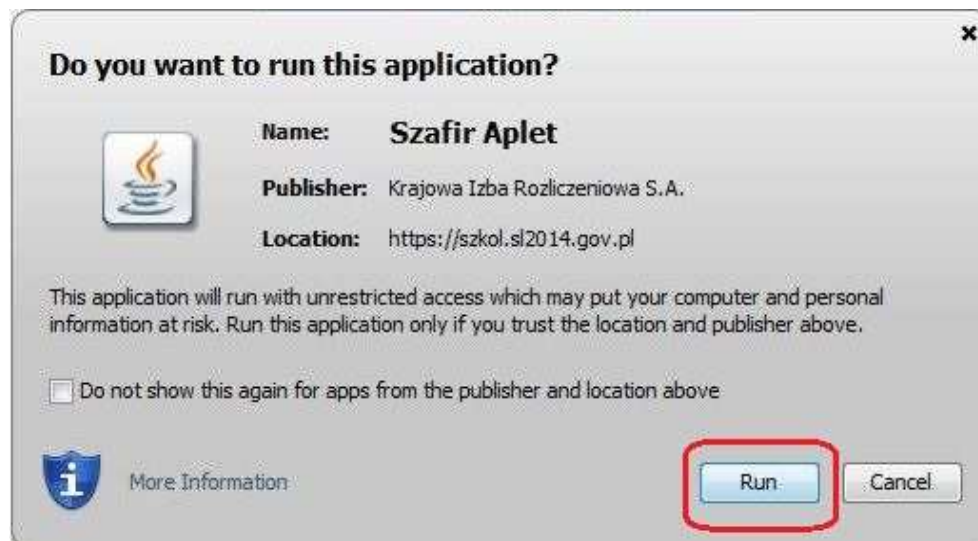 Do you want to run this application?
Name: Szafir Aplet
Publisher: Krajowa Izba Rozliczeniowa S.A.
Location: https://szkol.sl2014.gov.pl
This application will run with unrestricted access which may put your computer and personal
information at risk. Run this application only if you trust the location and publisher above.
Do not show this again for apps from the publisher and location above
More Information
Run Cancel